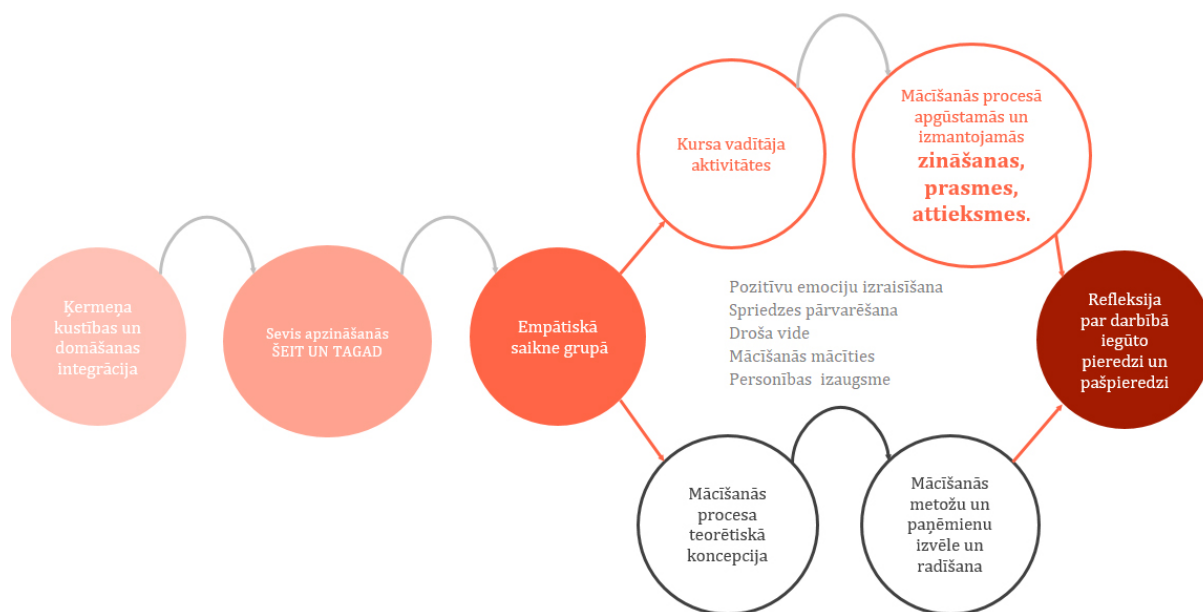 Ķermeņa
kustības un
domāšanas
integrācija
Sevis apzināšanās
ŠEIT UN TAGAD
Empātiskā
saikne grupā
Kursa vadītāja
aktivitātes
Mācīšanās procesā
apgūstamās un
izmantojamās
zināšanas,
prasmes,
attieksmes.
Pozitīvu emociju izraisīšana
Spriedzes pārvarēšana
Droša vide
Mācīšanās mācīties
Personības izaugsme
Mācīšanās
procesa
teorētiskā
koncepcija
Mācīšanās
metožu un
paņēmienu
izvēle un
radīšana
Refleksija
par darbībā
iegūto
pieredzi un
pašpieredzi